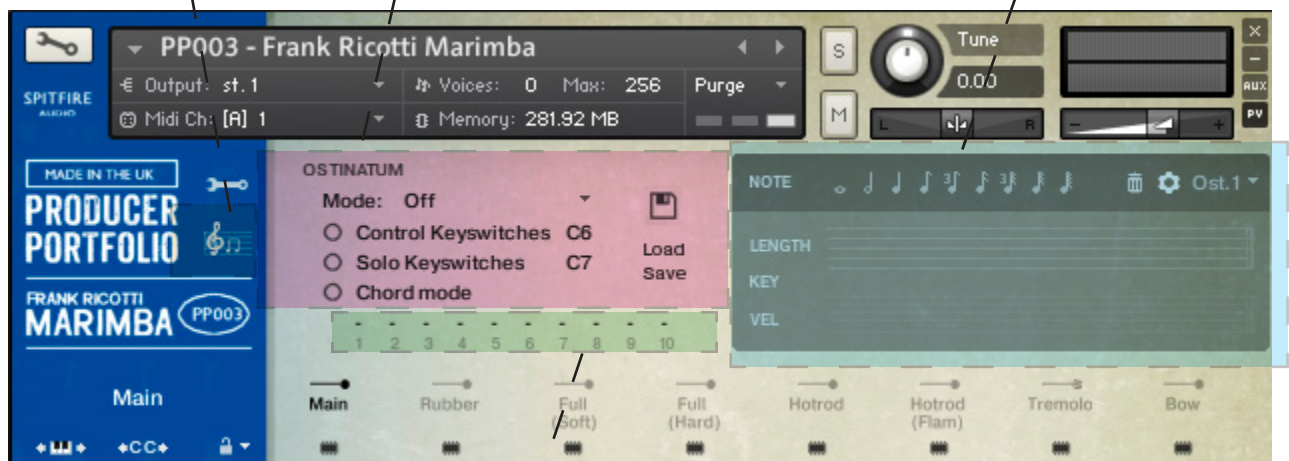 PP003 - Frank Ricotti Marimba
SPITFIRE
AUDIO
Output: st. 1
Voices: 0 Max: 256
Purge
Midi Ch: [A] 1
Memory: 281.92 MB
S
M
Tune
0.00
L R
- +
×
-
AUX
PV
MADE IN THE UK
PRODUCER
PORTFOLIO
FRANK RICOTTI
MARIMBA
PP003
Main
CC
OSTINATUM
Mode: Off
Control Keyswitches C6
Solo Keyswitches C7
Chord mode
Load
Save
- - - - - - - - - -
1 2 3 4 5 6 7 8 9 10
NOTE
3 3
Ost.1
LENGTH
KEY
VEL
Main
Rubber
Full
(Soft)
Full
(Hard)
Hotrod
Hotrod
(Flam)
Tremolo
Bow